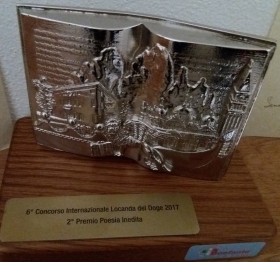 6° Concorso Internazionale Locanda del Doge 2017
2° Premio Poesia Inedita